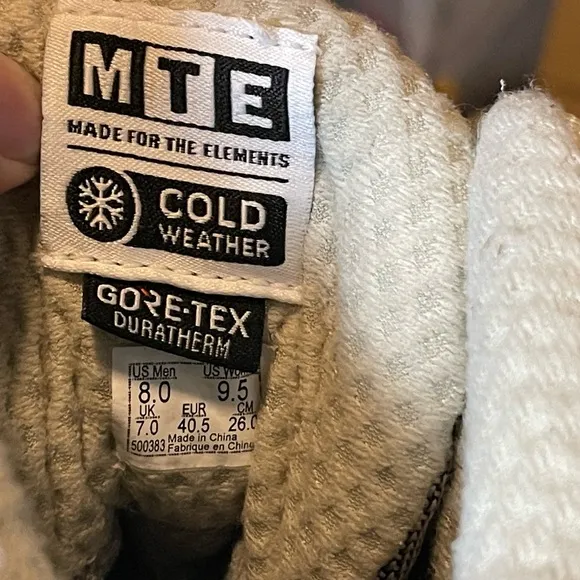 MTE
MADE FOR THE ELEMENTS
COLD
WEATHER
GORE-TEX
DURATHERM
US Men US
8.0 9.5
UK. EUR CM
7.0 40.5 26.0
500383 Made in China
Fabrique en Chine